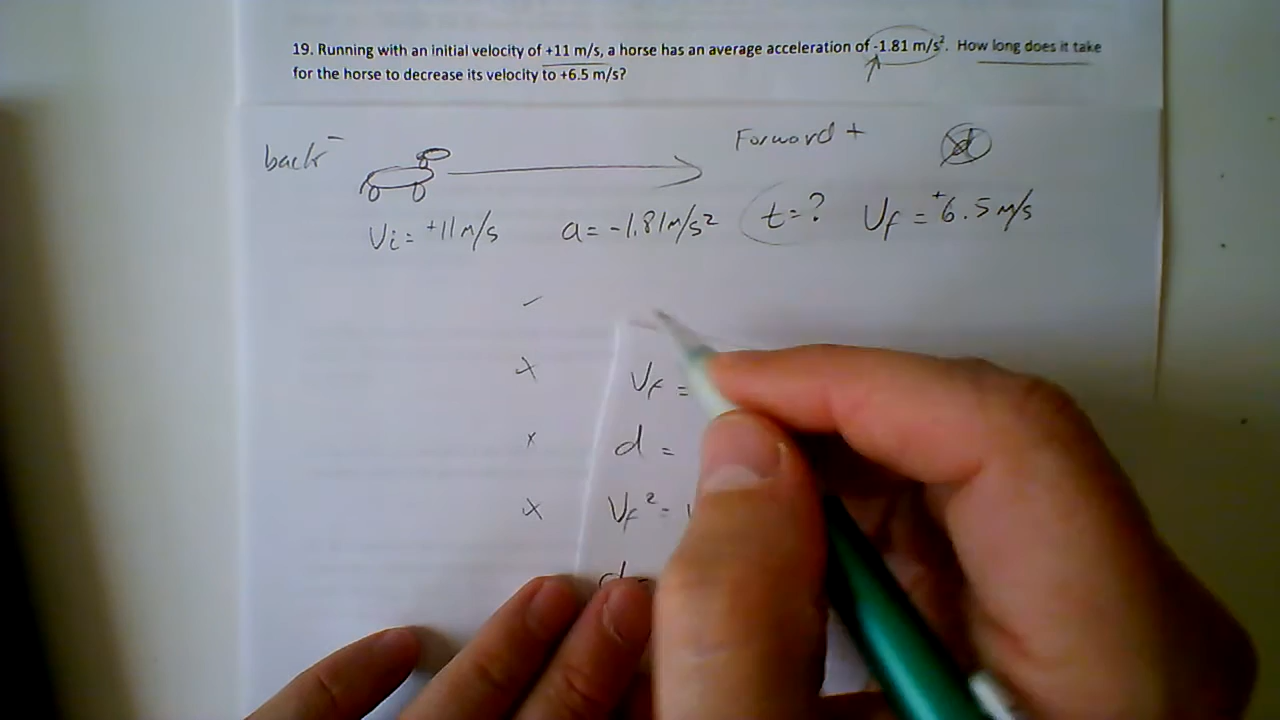 19. Running with an initial velocity of +11 m/s, a horse has an average acceleration of -1.81 m/s². How long does it take
for the horse to decrease its velocity to +6.5 m/s?
Forward +
d
back -
Vi = +11 m/s a = -1.81 m/s² t = ? Vf = +6.5 m/s
Vf =
d =
Vf² =
d